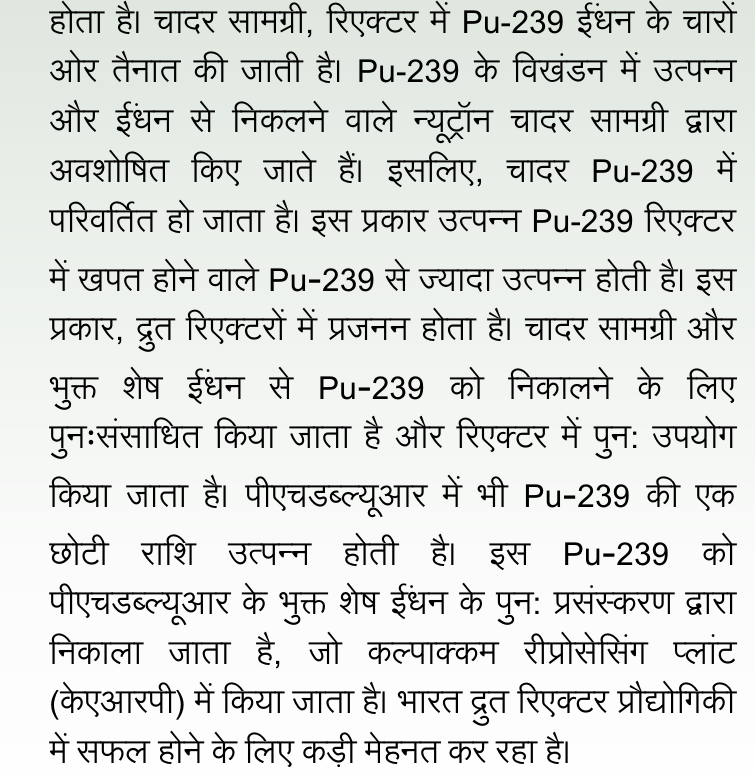 होता है। चादर सामग्री, रिएक्टर में Pu-239 ईंधन के चारों
ओर तैनात की जाती है। Pu-239 के विखंडन में उत्पन्न
और ईंधन से निकलने वाले न्यूट्रॉन चादर सामग्री द्वारा
अवशोषित किए जाते हैं। इसलिए, चादर Pu-239 में
परिवर्तित हो जाता है। इस प्रकार उत्पन्न Pu-239 रिएक्टर
में खपत होने वाले Pu-239 से ज्यादा उत्पन्न होती है। इस
प्रकार, द्रुत रिएक्टरों में प्रजनन होता है। चादर सामग्री और
भुक्त शेष ईंधन से Pu-239 को निकालने के लिए
पुनःसंसाधित किया जाता है और रिएक्टर में पुन: उपयोग
किया जाता है। पीएचडब्ल्यूआर में भी Pu-239 की एक
छोटी राशि उत्पन्न होती है। इस Pu-239 को
पीएचडब्ल्यूआर के भुक्त शेष ईंधन के पुन: प्रसंस्करण द्वारा
निकाला जाता है, जो कल्पाक्कम रीप्रोसेसिंग प्लांट
(केएआरपी) में किया जाता है। भारत द्रुत रिएक्टर प्रौद्योगिकी
में सफल होने के लिए कड़ी मेहनत कर रहा है।